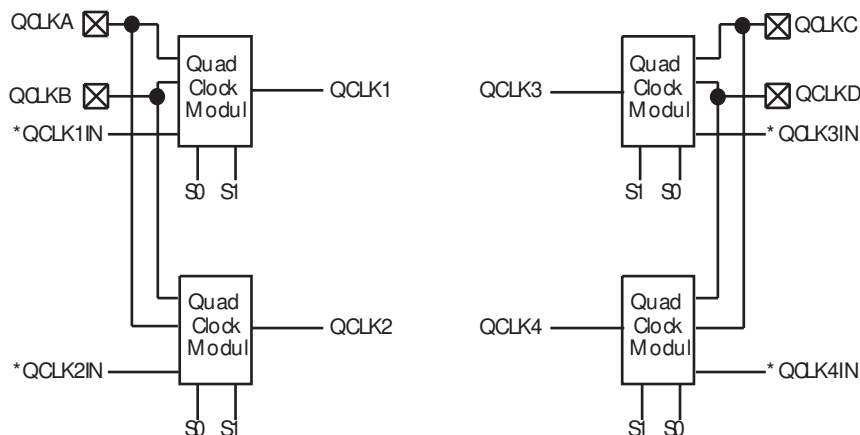 QCLKA
QCLKC
Quad
Clock
Modul
QCLK1
QCLKB
*QCLK1IN
S0 S1
QCLK3
Quad
Clock
Modul
QCLKD
*QCLK3IN
S1 S0
Quad
Clock
Modul
QCLK2
*QCLK2IN
S0 S1
QCLK4
Quad
Clock
Modul
*QCLK4IN
S1 S0